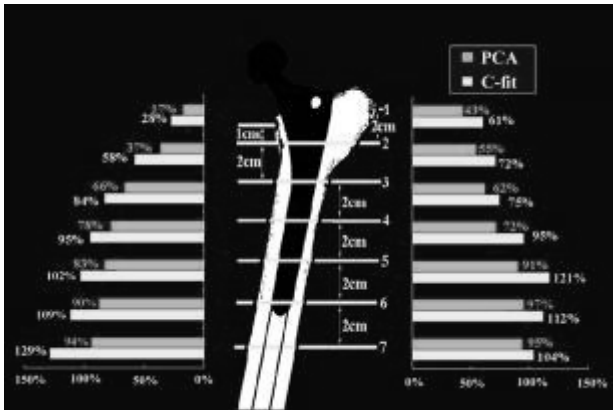 PCA
C-fit
17% 1 43%
28% 1cm 2cm 61%
37% 2 55%
58% 2cm 72%
66% 3 62%
84% 2cm 75%
78% 4 72%
95% 2cm 95%
83% 5 91%
102% 2cm 121%
90% 6 97%
109% 2cm 112%
94% 7 95%
129% 104%
150% 100% 50% 0% 0 50% 100% 150%